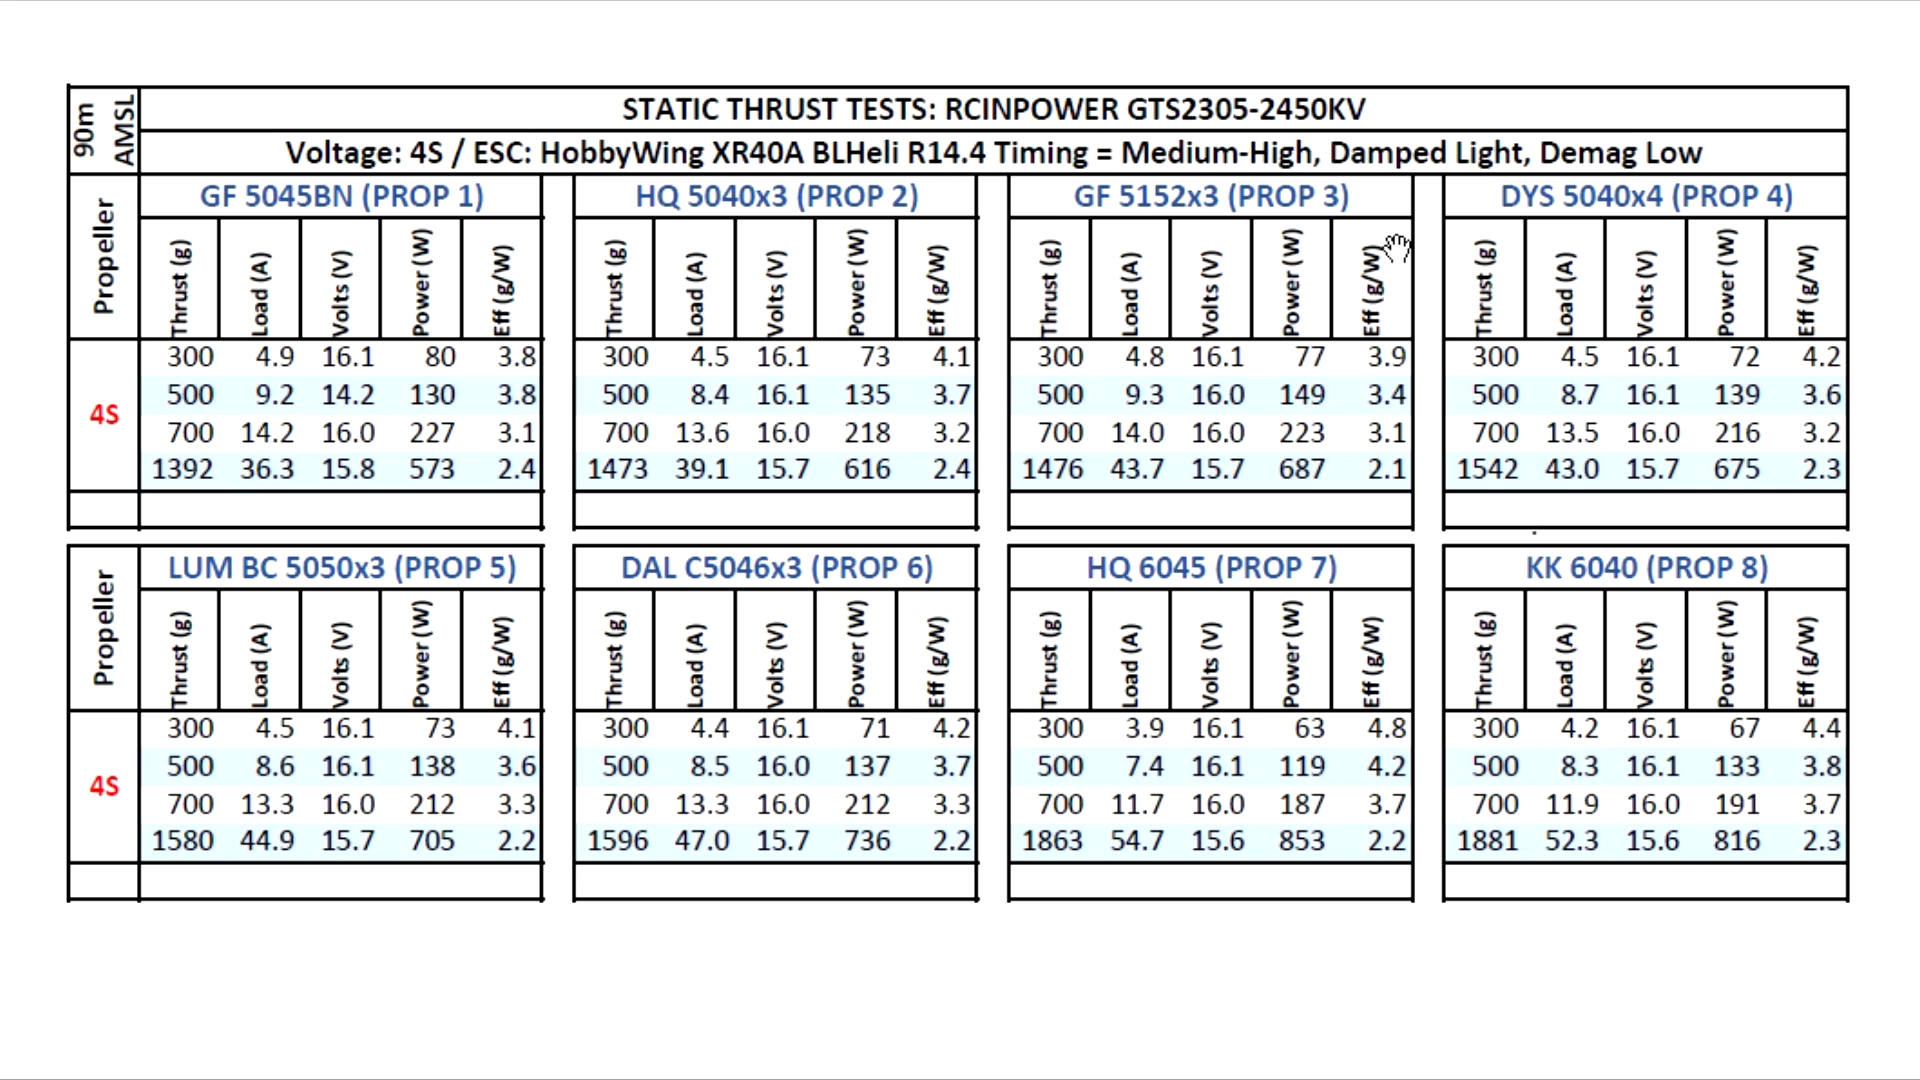 90m AMSL
STATIC THRUST TESTS: RCINPOWER GTS2305-2450KV
Voltage: 4S / ESC: HobbyWing XR40A BLHeli R14.4 Timing = Medium-High, Damped Light, Demag Low
Propeller GF 5045BN (PROP 1) HQ 5040x3 (PROP 2) GF 5152x3 (PROP 3) DYS 5040x4 (PROP 4)
Thrust (g) Load (A) Volts (V) Power (W) Eff (g/W) Thrust (g) Load (A) Volts (V) Power (W) Eff (g/W) Thrust (g) Load (A) Volts (V) Power (W) Eff (g/W) Thrust (g) Load (A) Volts (V) Power (W) Eff (g/W)
4S
300 4.9 16.1 80 3.8 300 4.5 16.1 73 4.1 300 4.8 16.1 77 3.9 300 4.5 16.1 72 4.2
500 9.2 14.2 130 3.8 500 8.4 16.1 135 3.7 500 9.3 16.0 149 3.4 500 8.7 16.1 139 3.6
700 14.2 16.0 227 3.1 700 13.6 16.0 218 3.2 700 14.0 16.0 223 3.1 700 13.5 16.0 216 3.2
1392 36.3 15.8 573 2.4 1473 39.1 15.7 616 2.4 1476 43.7 15.7 687 2.1 1542 43.0 15.7 675 2.3
Propeller LUM BC 5050x3 (PROP 5) DAL C5046x3 (PROP 6) HQ 6045 (PROP 7) KK 6040 (PROP 8)
Thrust (g) Load (A) Volts (V) Power (W) Eff (g/W) Thrust (g) Load (A) Volts (V) Power (W) Eff (g/W) Thrust (g) Load (A) Volts (V) Power (W) Eff (g/W) Thrust (g) Load (A) Volts (V) Power (W) Eff (g/W)
4S
300 4.5 16.1 73 4.1 300 4.4 16.1 71 4.2 300 3.9 16.1 63 4.8 300 4.2 16.1 67 4.4
500 8.6 16.1 138 3.6 500 8.5 16.0 137 3.7 500 7.4 16.1 119 4.2 500 8.3 16.1 133 3.8
700 13.3 16.0 212 3.3 700 13.3 16.0 212 3.3 700 11.7 16.0 187 3.7 700 11.9 16.0 191 3.7
1580 44.9 15.7 705 2.2 1596 47.0 15.7 736 2.2 1863 54.7 15.6 853 2.2 1881 52.3 15.6 816 2.3